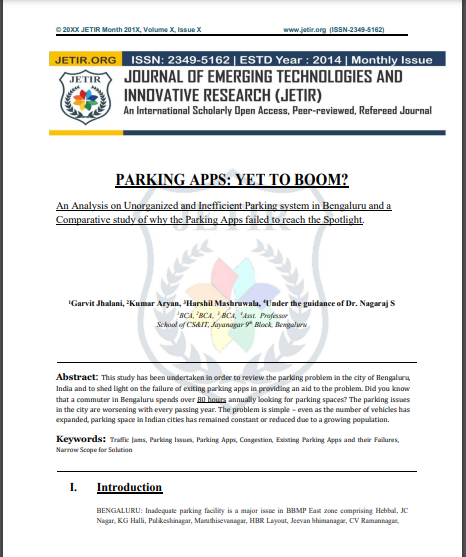 © 20XX JETIR Month 201X, Volume X, Issue X www.jetir.org (ISSN-2349-5162)
JETIR.ORG ISSN: 2349-5162 | ESTD Year : 2014 | Monthly Issue
JETIR
JOURNAL OF EMERGING TECHNOLOGIES AND
INNOVATIVE RESEARCH (JETIR)
An International Scholarly Open Access, Peer-reviewed, Refereed Journal
PARKING APPS: YET TO BOOM?
An Analysis on Unorganized and Inefficient Parking system in Bengaluru and a
Comparative study of why the Parking Apps failed to reach the Spotlight.
JETIR
¹Garvit Jhalani, ²Kumar Aryan, ³Harshil Mashruwala, ⁴Under the guidance of Dr. Nagaraj S
¹BCA, ²BCA, ³ BCA, ⁴Asst. Professor
School of CS&IT, Jayanagar 9th Block, Bengaluru
Abstract: This study has been undertaken in order to review the parking problem in the city of Bengaluru,
India and to shed light on the failure of exiting parking apps in providing an aid to the problem. Did you know
that a commuter in Bengaluru spends over 80 hours annually looking for parking spaces? The parking issues
in the city are worsening with every passing year. The problem is simple – even as the number of vehicles has
expanded, parking space in Indian cities has remained constant or reduced due to a growing population.
Keywords: Traffic Jams, Parking Issues, Parking Apps, Congestion, Existing Parking Apps and their Failures,
Narrow Scope for Solution
I. Introduction
BENGALURU: Inadequate parking facility is a major issue in BBMP East zone comprising Hebbal, JC
Nagar, KG Halli, Pulikeshinagar, Maruthisevanagar, HBR Layout, Jeevan bhimanagar, CV Ramannagar,